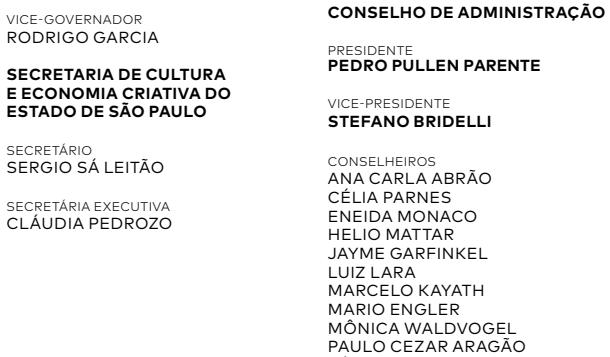 VICE-GOVERNADOR
RODRIGO GARCIA
SECRETARIA DE CULTURA
E ECONOMIA CRIATIVA DO
ESTADO DE SÃO PAULO
SECRETÁRIO
SERGIO SÁ LEITÃO
SECRETÁRIA EXECUTIVA
CLÁUDIA PEDROZO
CONSELHO DE ADMINISTRAÇÃO
PRESIDENTE
PEDRO PULLEN PARENTE
VICE-PRESIDENTE
STEFANO BRIDELLI
CONSELHEIROS
ANA CARLA ABRÃO
CÉLIA PARNES
ENEIDA MONACO
HELIO MATTAR
JAYME GARFINKEL
LUIZ LARA
MARCELO KAYATH
MARIO ENGLER
MÔNICA WALDVOGEL
PAULO CEZAR ARAGÃO